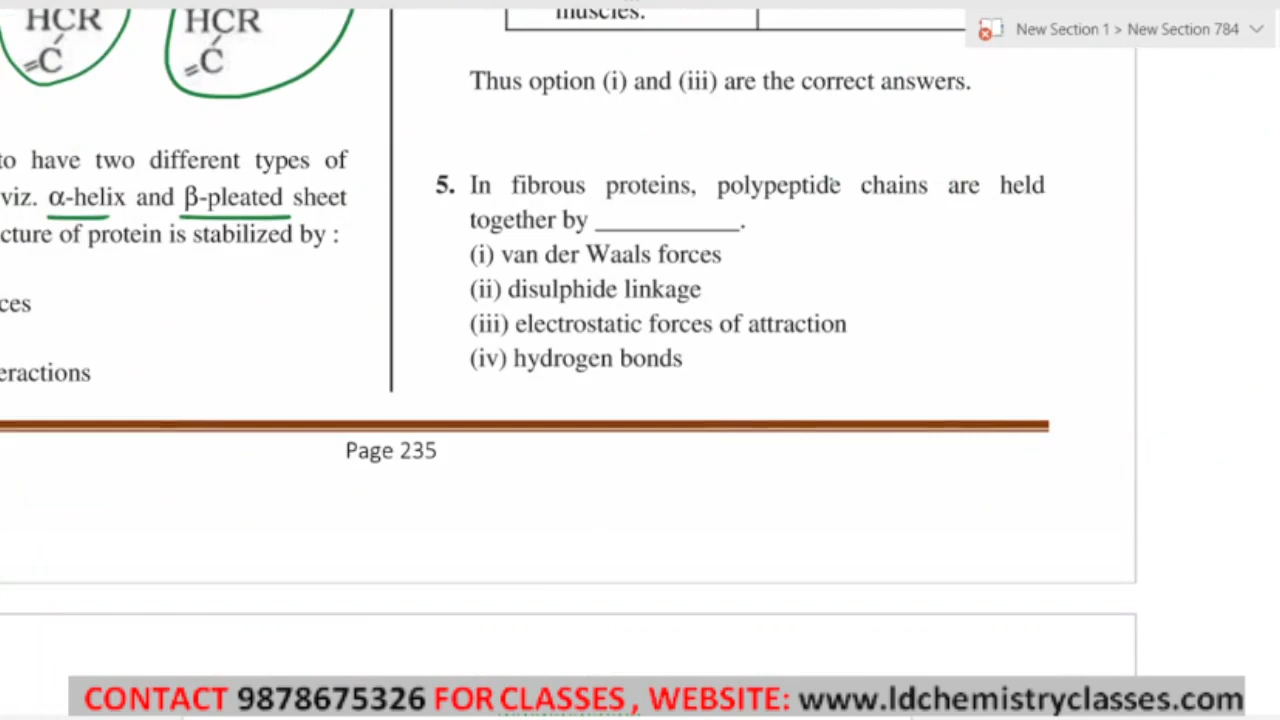 HCR HCR
=C =C
to have two different types of
viz. α-helix and β-pleated sheet
cture of protein is stabilized by :
ces
eractions
muscles.
New Section 1 > New Section 784
Thus option (i) and (iii) are the correct answers.
5. In fibrous proteins, polypeptide chains are held
together by __________.
(i) van der Waals forces
(ii) disulphide linkage
(iii) electrostatic forces of attraction
(iv) hydrogen bonds
Page 235
CONTACT 9878675326 FOR CLASSES , WEBSITE: www.ldchemistryclasses.com